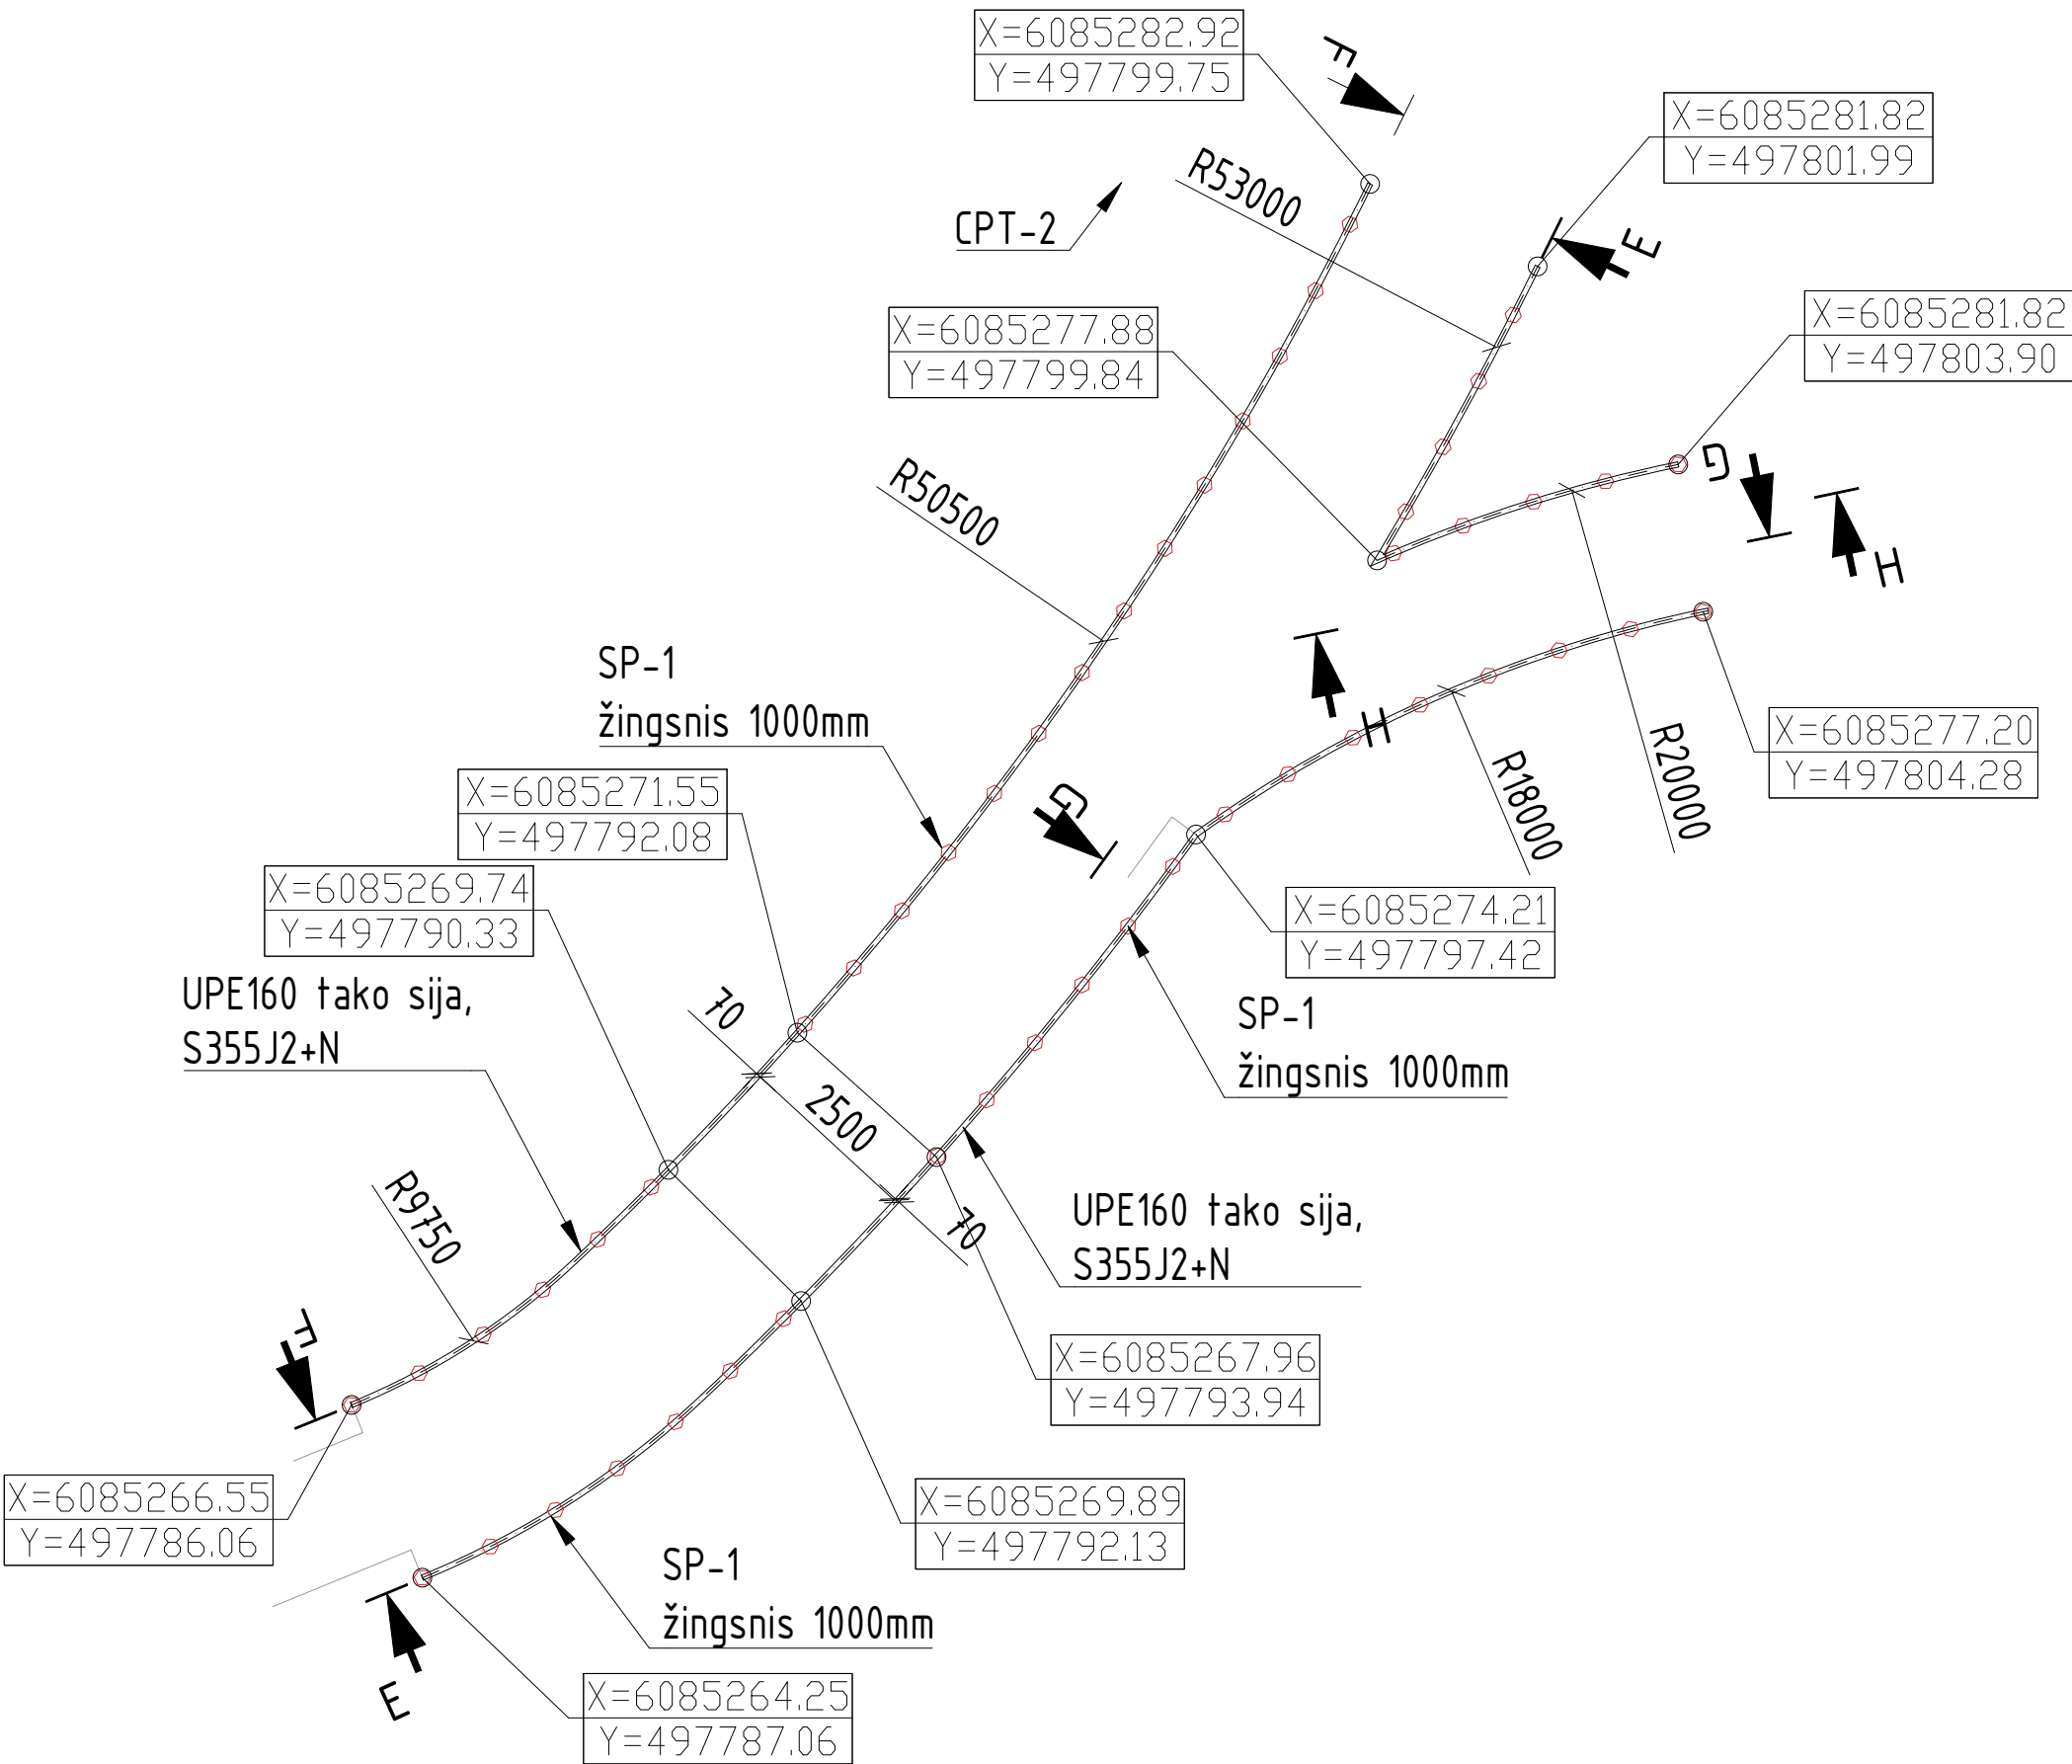 X=6085282.92
Y=497799.75
F
X=6085281.82
Y=497801.99
R53000
CPT-2
E
X=6085281.82
Y=497803.90
X=6085277.88
Y=497799.84
G
R50500
H
SP-1
žingsnis 1000mm
H
X=6085277.20
Y=497804.28
R20000
R18000
X=6085271.55
Y=497792.08
G
X=6085269.74
Y=497790.33
X=6085274.21
Y=497797.42
UPE160 tako sija,
S355J2+N
70
SP-1
žingsnis 1000mm
2500
R9750
70
UPE160 tako sija,
S355J2+N
F
X=6085267.96
Y=497793.94
X=6085266.55
Y=497786.06
X=6085269.89
Y=497792.13
SP-1
žingsnis 1000mm
E
X=6085264.25
Y=497787.06